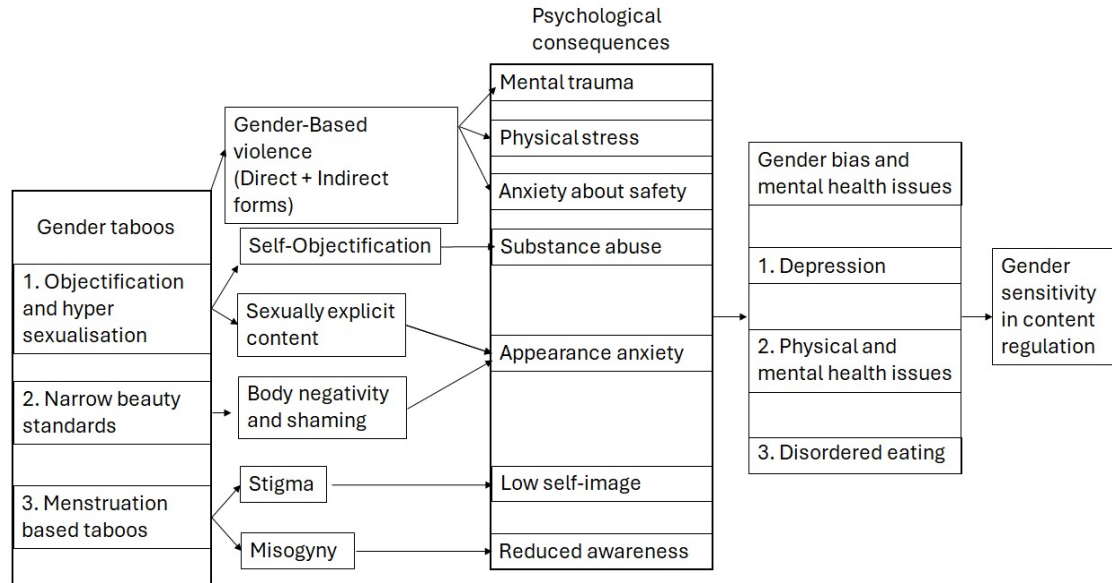 Psychological
consequences
Gender taboos
1. Objectification
and hyper
sexualisation
2. Narrow beauty
standards
3. Menstruation
based taboos
Gender-Based
violence
(Direct + Indirect
forms)
Self-Objectification
Sexually explicit
content
Body negativity
and shaming
Stigma
Misogyny
Mental trauma
Physical stress
Anxiety about safety
Substance abuse
Appearance anxiety
Low self-image
Reduced awareness
Gender bias and
mental health issues
1. Depression
2. Physical and
mental health issues
3. Disordered eating
Gender
sensitivity
in content
regulation